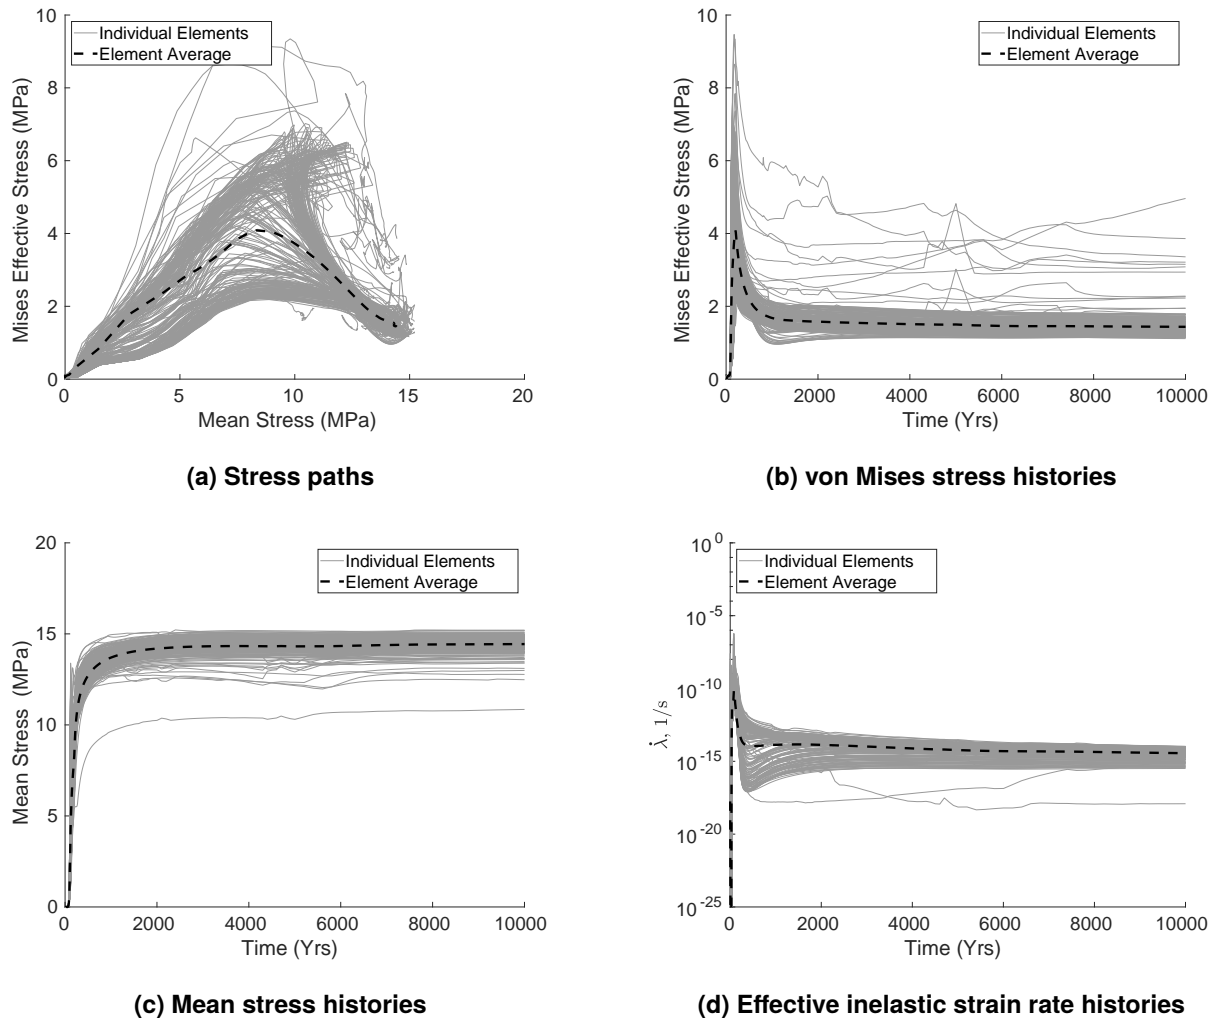 10
8
6
4
2
0
Mises Effective Stress (MPa)
Individual Elements
Element Average
0 5 10 15 20
Mean Stress (MPa)
(a) Stress paths
10
8
6
4
2
0
Mises Effective Stress (MPa)
Individual Elements
Element Average
0 2000 4000 6000 8000 10000
Time (Yrs)
(b) von Mises stress histories
20
15
10
5
0
Mean Stress (MPa)
Individual Elements
Element Average
0 2000 4000 6000 8000 10000
Time (Yrs)
(c) Mean stress histories
10^0
10^-5
10^-10
10^-15
10^-20
10^-25
λ̇, 1/s
Individual Elements
Element Average
0 2000 4000 6000 8000 10000
Time (Yrs)
(d) Effective inelastic strain rate histories